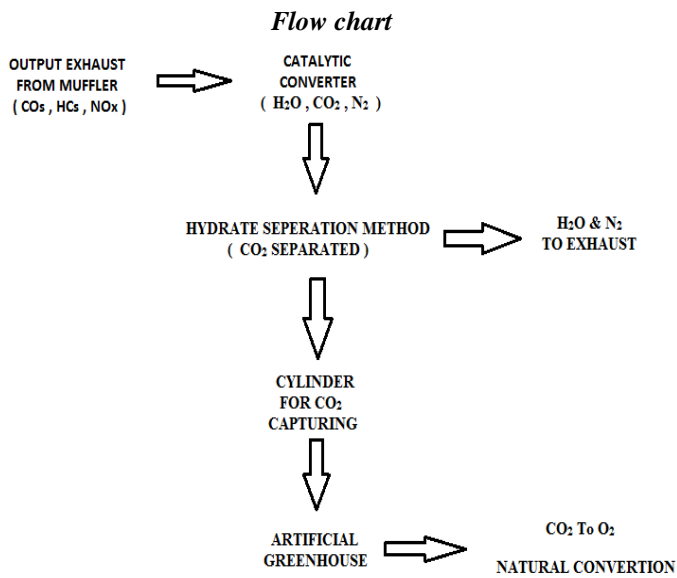 Flow chart
OUTPUT EXHAUST
FROM MUFFLER
( COs , HCs , NOx )
CATALYTIC
CONVERTER
( H₂O , CO₂ , N₂ )
HYDRATE SEPERATION METHOD
( CO₂ SEPARATED )
H₂O & N₂
TO EXHAUST
CYLINDER
FOR CO₂
CAPTURING
ARTIFICIAL
GREENHOUSE
CO₂ To O₂
NATURAL CONVERTION